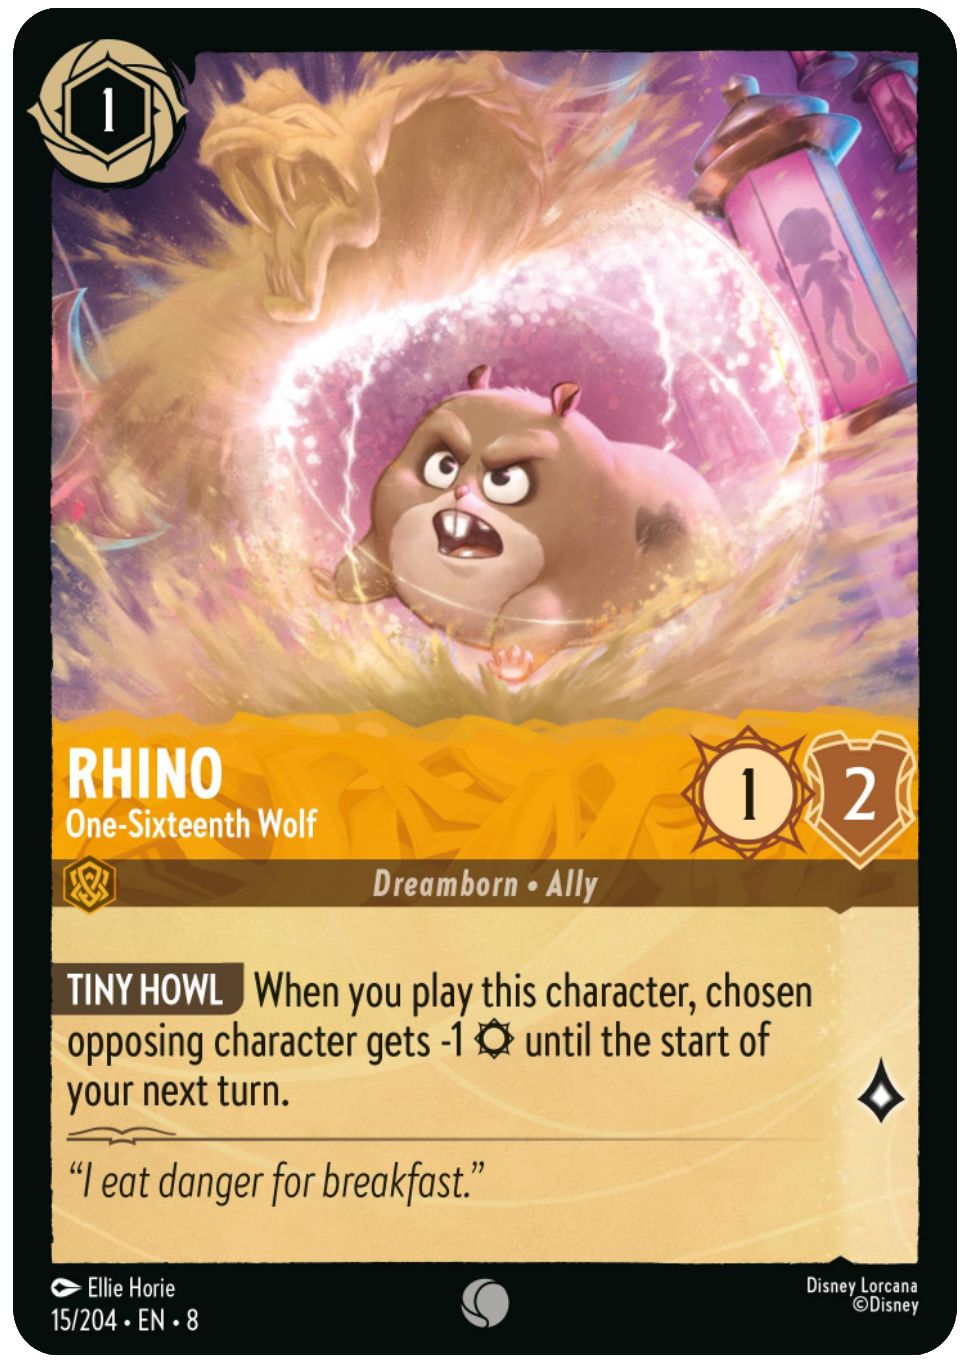 1
RHINO
One-Sixteenth Wolf
1
2
Dreamborn • Ally
TINY HOWL When you play this character, chosen
opposing character gets -1 until the start of
your next turn.
“I eat danger for breakfast.”
Ellie Horie
15/204 • EN • 8
Disney Lorcana
©Disney